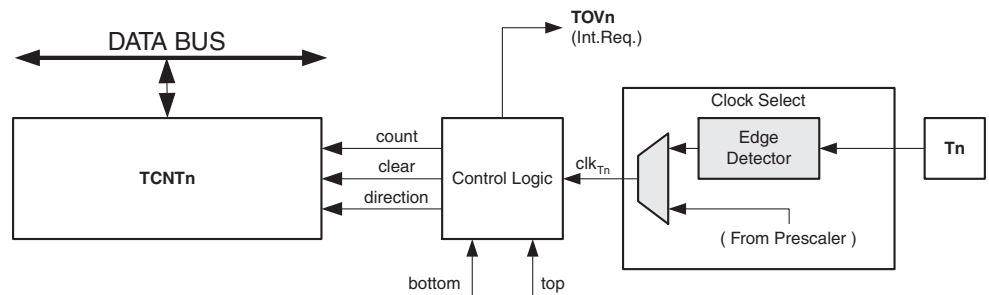 TOVn
(Int.Req.)
DATA BUS
Clock Select
TCNTn
count
clear
direction
Control Logic
clkTn
Edge
Detector
Tn
( From Prescaler )
bottom
top